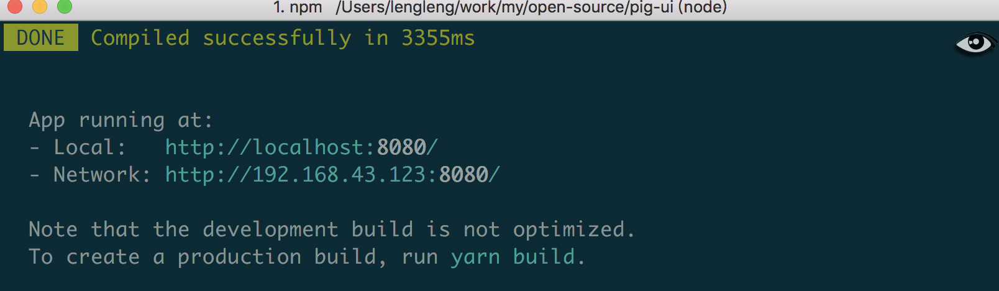 1. npm /Users/lengleng/work/my/open-source/pig-ui (node)
DONE Compiled successfully in 3355ms
App running at:
- Local: http://localhost:8080/
- Network: http://192.168.43.123:8080/
Note that the development build is not optimized.
To create a production build, run yarn build.